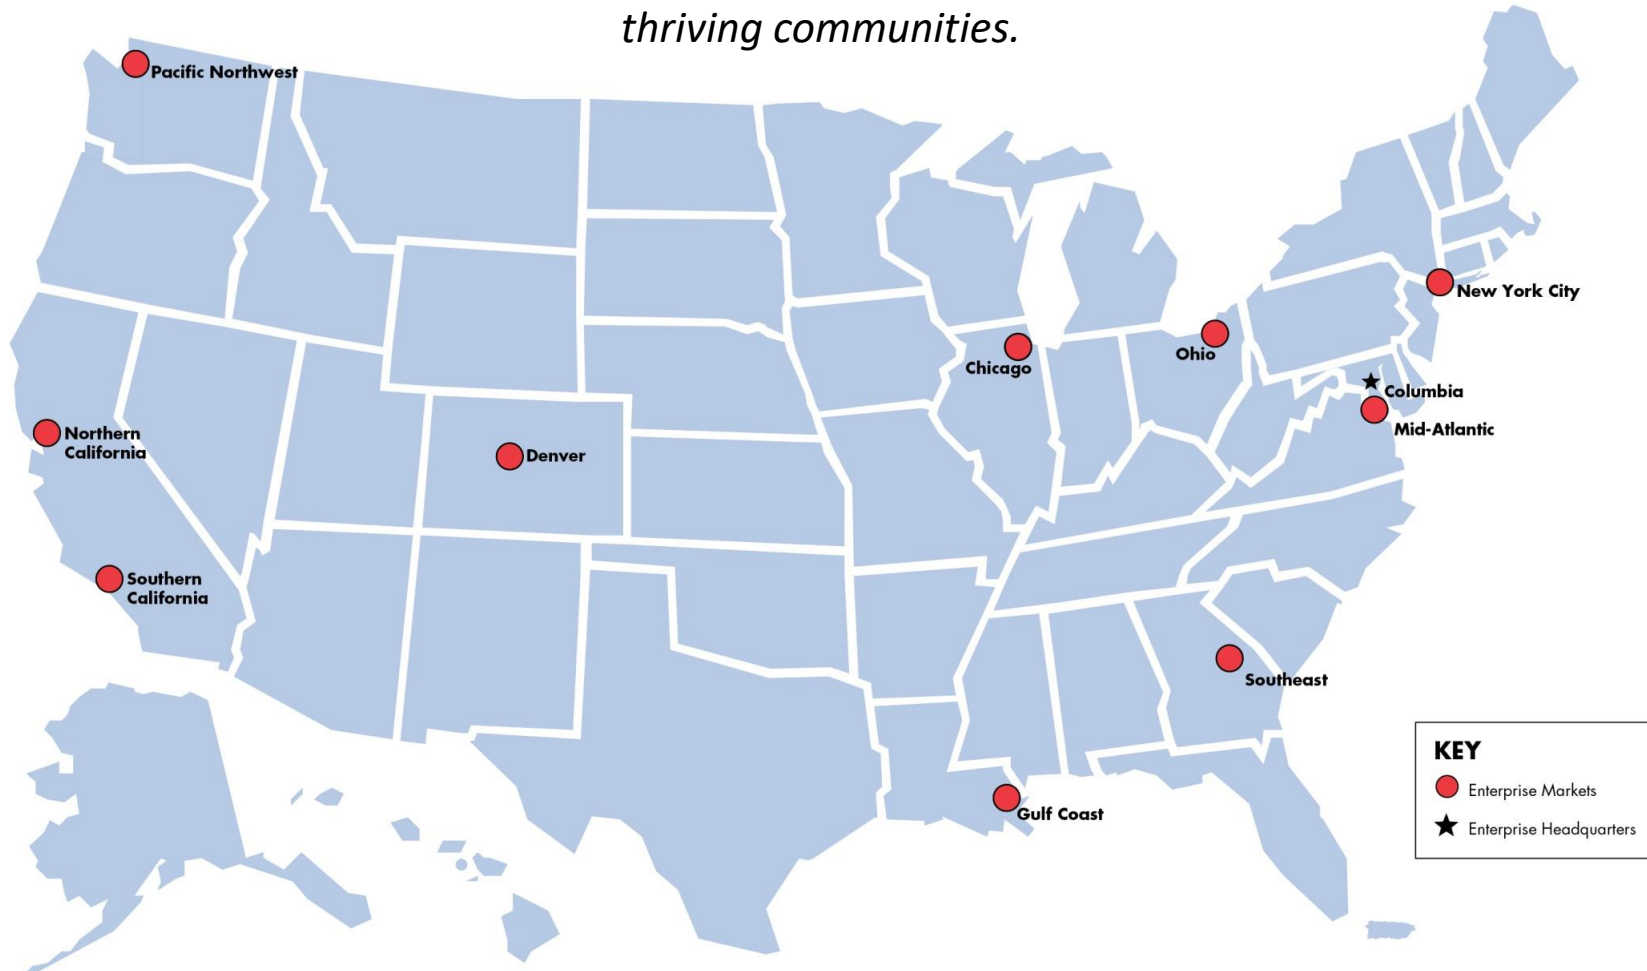 thriving communities.
Pacific Northwest
New York City
Ohio
Chicago
Columbia
Mid-Atlantic
Northern
California
Denver
Southern
California
Southeast
Gulf Coast
KEY
Enterprise Markets
Enterprise Headquarters